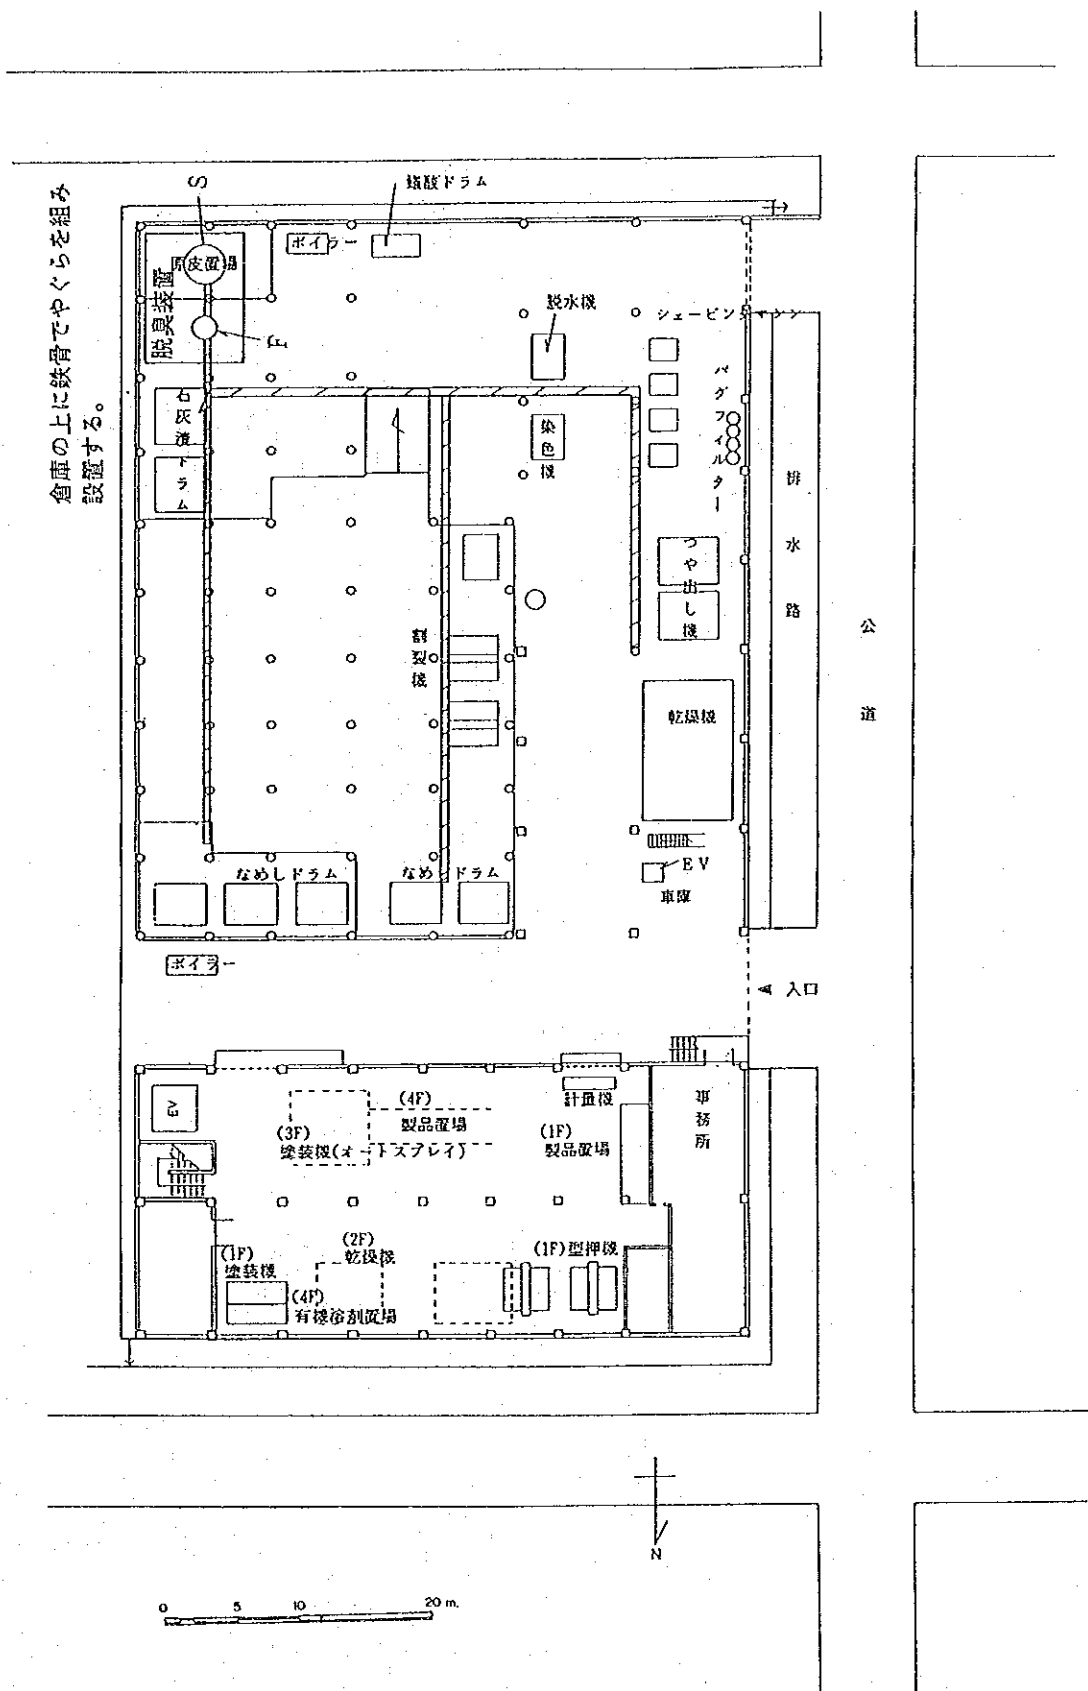 倉庫の上に鉄骨でやぐらを組み
設置する。
S
原皮置場
脱臭装置
F
ボイラー
脱水機
シェービングマシン
バグフィルター
石灰漬ドラム
染色機
つや出し機
排水路
公道
乾燥機
EV
車庫
なめしドラム
なめしドラム
ボイラー
入口
EV
(4F)
製品置場
(3F)
塗装機(オートスプレイ)
計量機
(1F)
製品置場
事務所
(1F)
塗装機
(2F)
乾燥機
(1F)型押機
(4F)
有機溶剤置場
N
0 5 10 20 m.